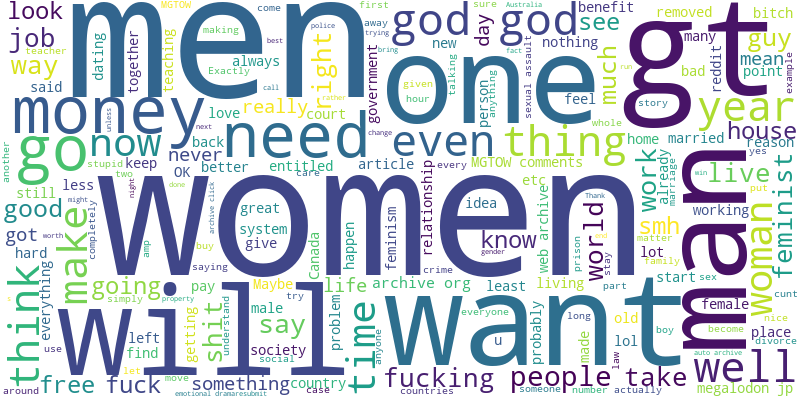 look
job
way
said
another
MGTOW
dating
together
making
teacher
Exactly
always
come
police
trying
first
away
teaching
right
men
god god
new
day
nothing
government
hour
given
one
talking
person
anything
Australia
sure
fact
sexual assault
benefit
see
feel
much
story
whole
removed
many
reddit
bad
gt
bitch
guy
mean
point
example
year
money
unless
really
court
love
call
best
rather
bring
run
go
now
next
back
need
change
even
thing
home
married
house
reason
stupid
two
keep
never
OK
better
entitled
article
every
MGTOW comments
etc
web archive
work
already
marriage
yes
win
live
put
working
feminist
still
less
might
good
got
hard
worth
completely
make
night
done
women
care
archive click
great
system
give
idea
relationship
feminism
happen
Canada
know
gender
crime
Thank
world
end
stay
prison
smh
lot
matter
family
start
sex
man
woman
female
cunt
nice
think
everything
going
simply
property
amp
buy
saying
pay
Maybe
life
archive org
least
living
part
use
left
find
will
getting
shit
understand
say
male
try
society
social
problem
time
anyone
want
everyone
u
probably
long
made
old
lol
boy
law
become
place
divorce
around
free
let
move
fuck
something
emotional dramaresubmit
country
case
fucking
countries
people
someone
number
take
actually
well
auto archive
megalodon jp